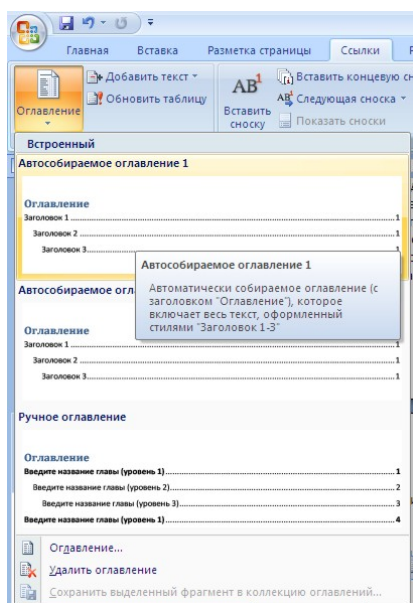 Главная Вставка Разметка страницы Ссылки
Оглавление
Добавить текст
Обновить таблицу
AB¹
Вставить сноску
Вставить концевую сн
AB Следующая сноска
Показать сноски
Встроенный
Автособираемое оглавление 1
Оглавление
Заголовок 1 ........ 1
Заголовок 2 ........ 1
Заголовок 3 ........ 1
Автособираемое огл
Автособираемое оглавление 1
Автоматически собираемое оглавление (с
заголовком "Оглавление"), которое
включает весь текст, оформленный
стилями "Заголовок 1-3"
Оглавление
Заголовок 1 ........ 1
Заголовок 2 ........ 1
Заголовок 3 ........ 1
Ручное оглавление
Оглавление
Введите название главы (уровень 1) ........ 1
Введите название главы (уровень 2) ........ 2
Введите название главы (уровень 3) ........ 3
Введите название главы (уровень 1) ........ 4
Оглавление...
Удалить оглавление
Сохранить выделенный фрагмент в коллекцию оглавлений...